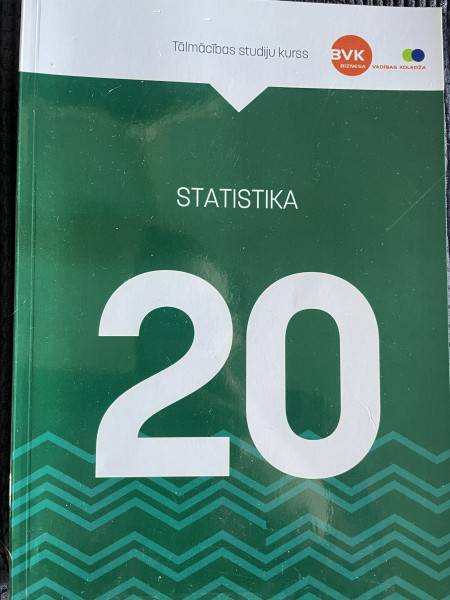 Tālmācības studiju kurss
BVK
BIZNESA VADĪBAS KOLEDŽA
STATISTIKA
20